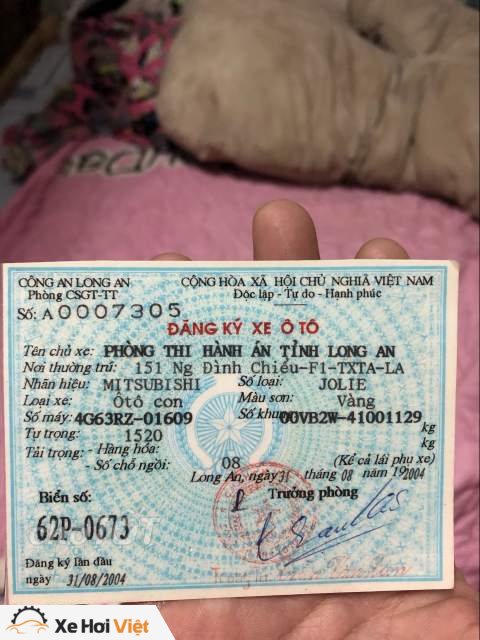 CÔNG AN LONG AN
Phòng CSGT-TT
CỘNG HÒA XÃ HỘI CHỦ NGHĨA VIỆT NAM
Độc lập - Tự do - Hạnh phúc
Số: A0007305
ĐĂNG KÝ XE Ô TÔ
Tên chủ xe: PHÒNG THI HÀNH ÁN TỈNH LONG AN
Nơi thường trú: 151 Ng Đình Chiểu-F1-TXTA-LA
Nhãn hiệu: MITSUBISHI Số loại: JOLIE
Loại xe: Ôtô con Màu sơn: Vàng
Số máy: 4G63RZ-01609 Số khung: 00VB2W-41001129
Tự trọng: 1520 kg
Tải trọng: - Hàng hóa: kg
- Số chỗ ngồi: 08 (Kể cả lái phụ xe)
Long An, ngày 31 tháng 08 năm 192004
Trưởng phòng
Biển số:
62P-0673
Đăng ký lần đầu
ngày 31/08/2004
Xe Hơi Việt